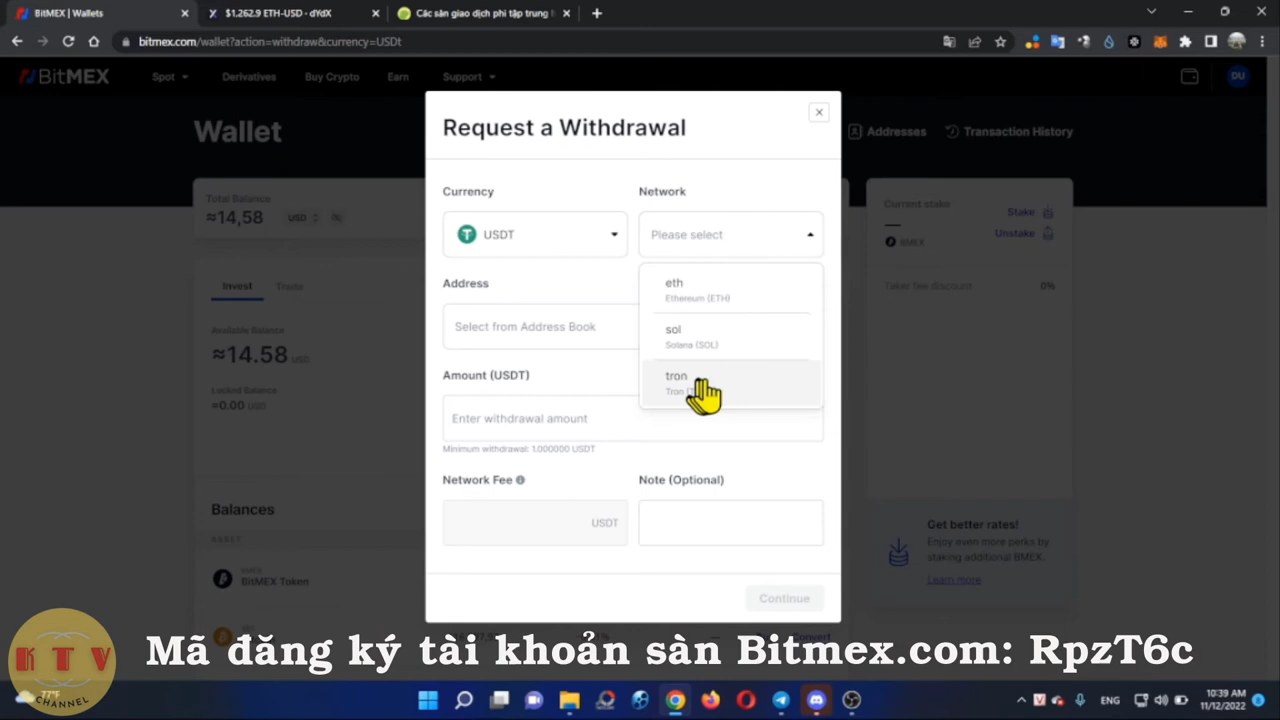 BitMEX | Wallets
$1,262.9 ETH-USD · dYdX
Các sàn giao dịch phi tập trung
bitmex.com/wallet?action=withdraw&currency=USDt
BitMEX
Spot
Derivatives
Buy Crypto
Earn
Support
DU
Wallet
Addresses
Transaction History
Total Balance
≈14,58 USD
Current stake
Stake
Unstake
BMEX
Taker fee discount 0%
Invest
Trade
Available Balance
≈14.58 USD
Locked Balance
≈0.00 USD
Balances
ASSET
BitMEX Token
Get better rates!
Enjoy even more perks by
staking additional BMEX.
Learn more
Convert
Request a Withdrawal
Currency
Network
USDT
Please select
eth
Ethereum (ETH)
sol
Solana (SOL)
tron
Tron
Address
Select from Address Book
Amount (USDT)
Enter withdrawal amount
Minimum withdrawal: 1.000000 USDT
Network Fee
Note (Optional)
USDT
Continue
KTV
CHANNEL
Mã đăng ký tài khoản sàn Bitmex.com: RpzT6c
77°F
ENG
10:39 AM
11/12/2022